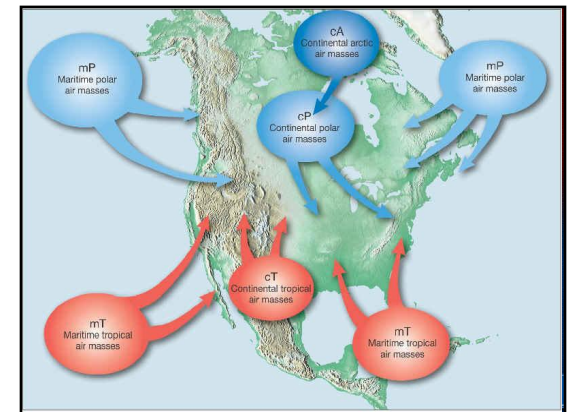 cA
Continental arctic
air masses
mP
Maritime polar
air masses
mP
Maritime polar
air masses
cP
Continental polar
air masses
cT
Continental tropical
air masses
mT
Maritime tropical
air masses
mT
Maritime tropical
air masses